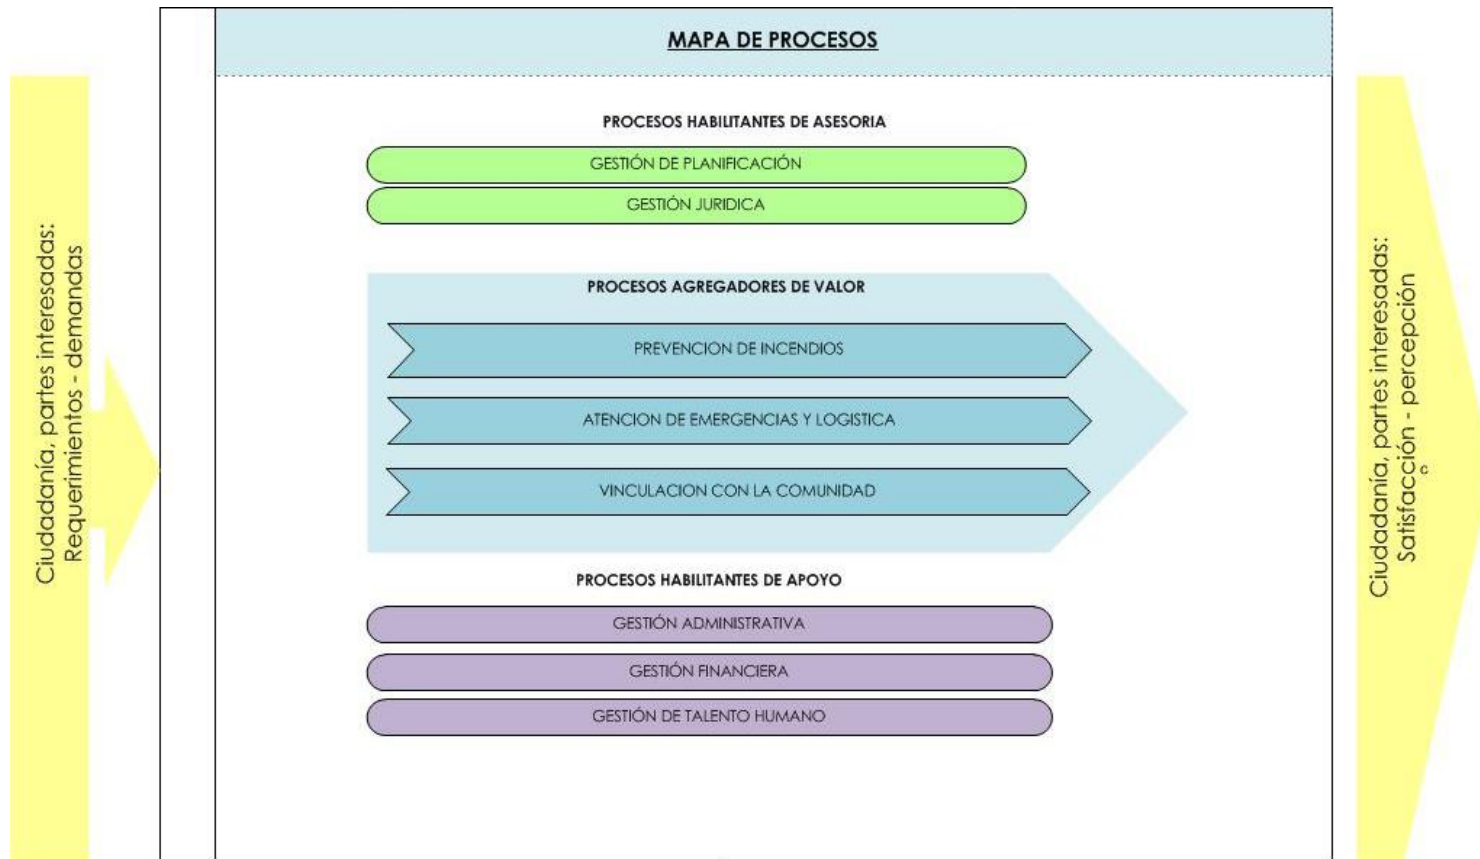 MAPA DE PROCESOS
Ciudadanía, partes interesadas:
Requerimientos - demandas
PROCESOS HABILITANTES DE ASESORIA
GESTIÓN DE PLANIFICACIÓN
GESTIÓN JURIDICA
PROCESOS AGREGADORES DE VALOR
PREVENCION DE INCENDIOS
ATENCION DE EMERGENCIAS Y LOGISTICA
VINCULACION CON LA COMUNIDAD
PROCESOS HABILITANTES DE APOYO
GESTIÓN ADMINISTRATIVA
GESTIÓN FINANCIERA
GESTIÓN DE TALENTO HUMANO
Ciudadanía, partes interesadas:
Satisfacción - percepción
c